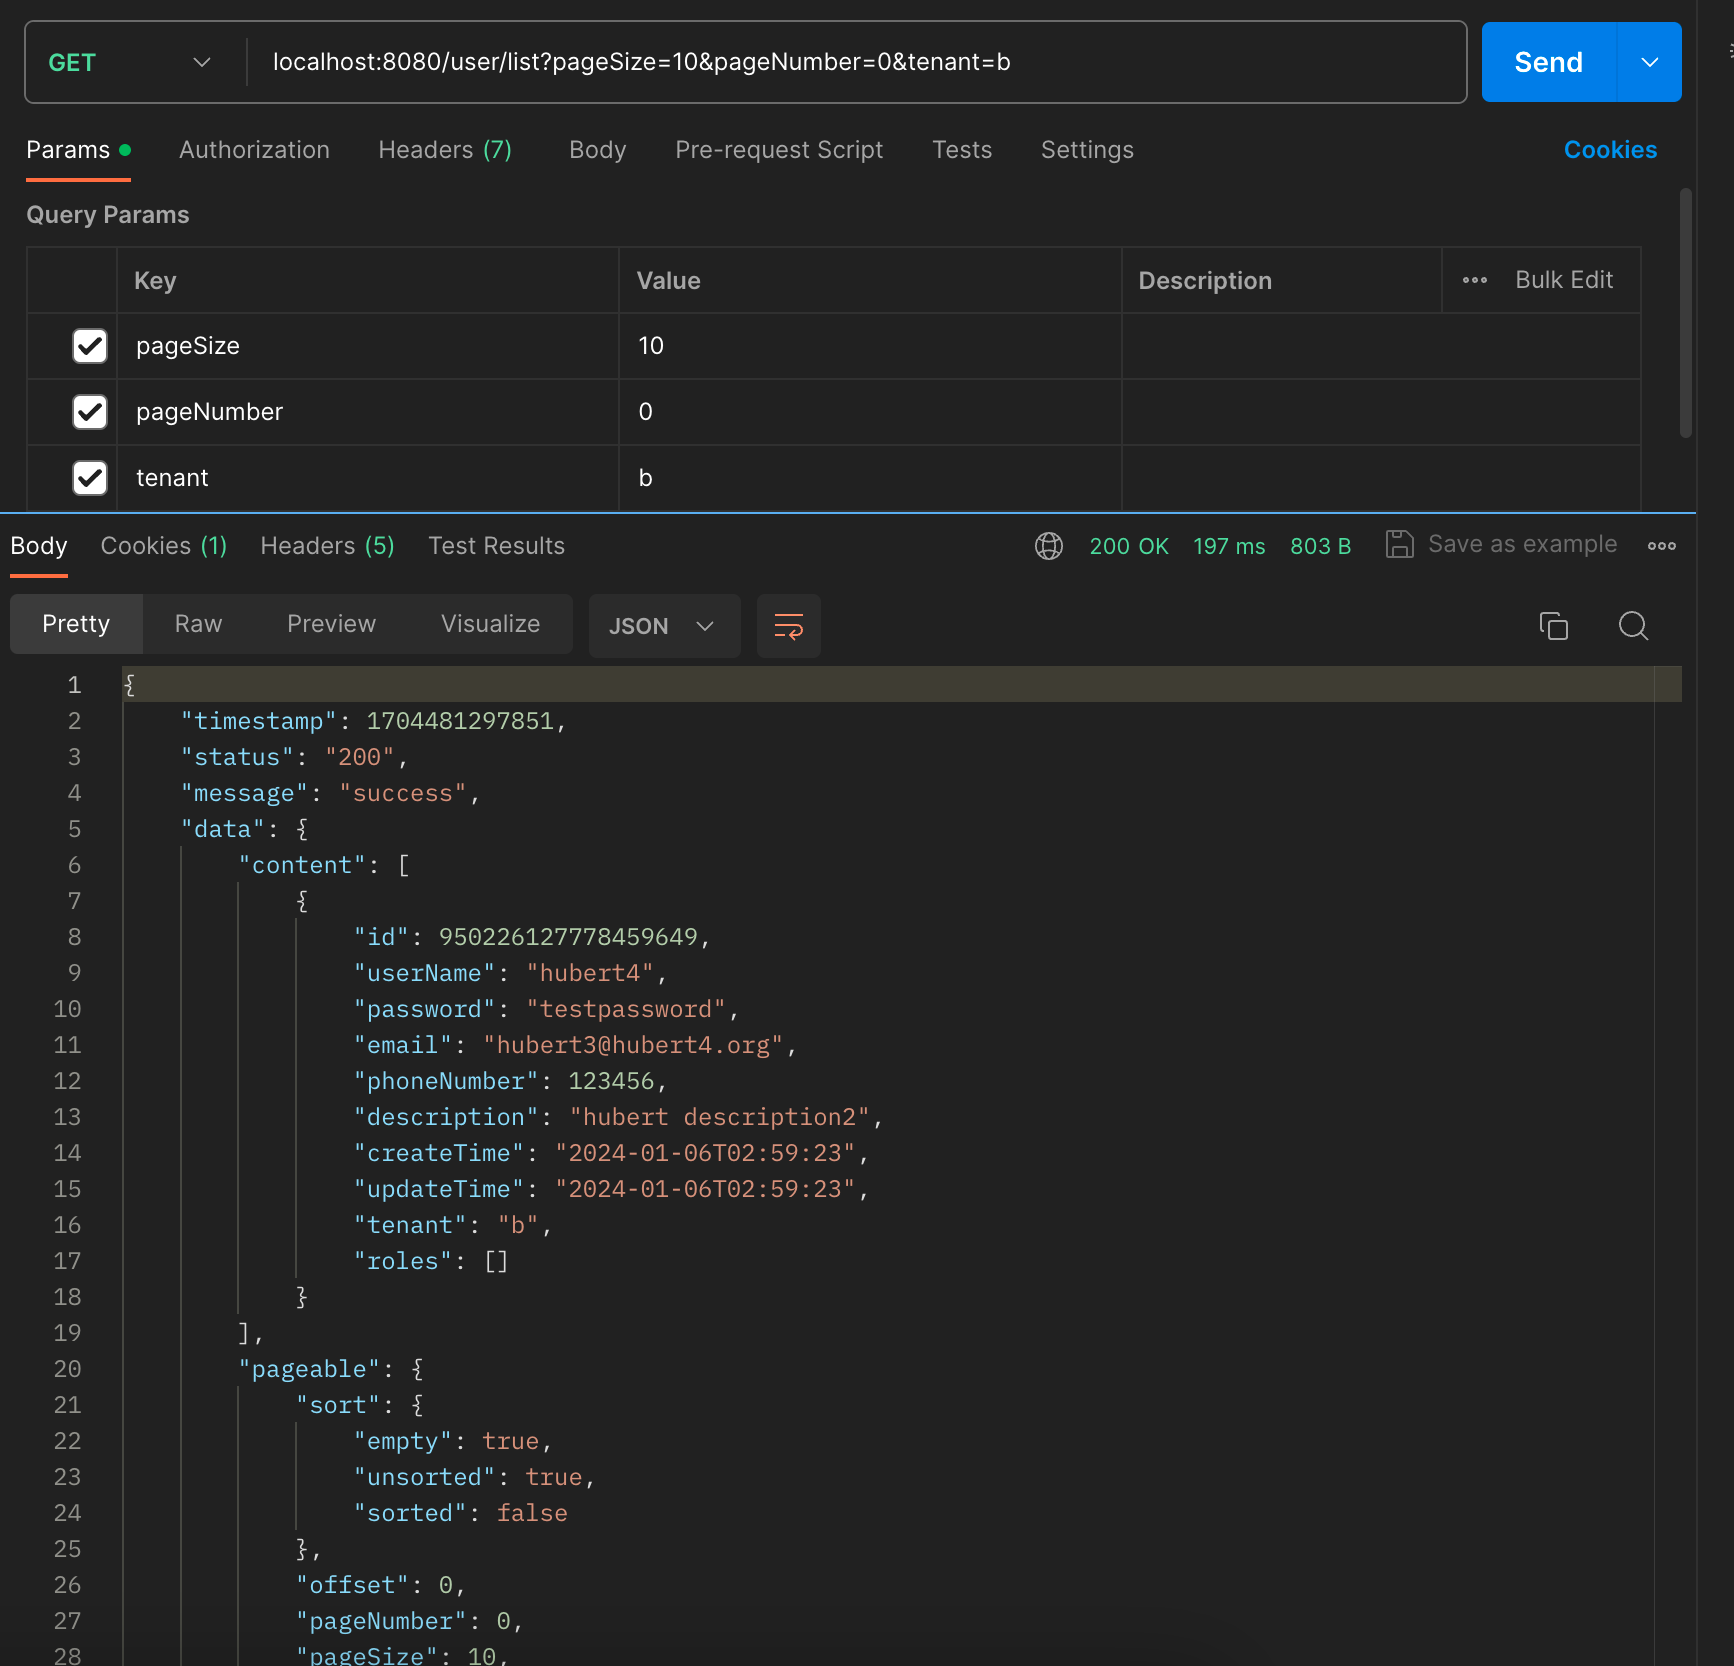 GET localhost:8080/user/list?pageSize=10&pageNumber=0&tenant=b Send
Params Authorization Headers (7) Body Pre-request Script Tests Settings Cookies
Query Params
Key Value Description Bulk Edit
pageSize 10
pageNumber 0
tenant b
Body Cookies (1) Headers (5) Test Results 200 OK 197 ms 803 B Save as example
Pretty Raw Preview Visualize JSON
1 {
2 "timestamp": 1704481297851,
3 "status": "200",
4 "message": "success",
5 "data": {
6 "content": [
7 {
8 "id": 950226127778459649,
9 "userName": "hubert4",
10 "password": "testpassword",
11 "email": "hubert3@hubert4.org",
12 "phoneNumber": 123456,
13 "description": "hubert description2",
14 "createTime": "2024-01-06T02:59:23",
15 "updateTime": "2024-01-06T02:59:23",
16 "tenant": "b",
17 "roles": []
18 }
19 ],
20 "pageable": {
21 "sort": {
22 "empty": true,
23 "unsorted": true,
24 "sorted": false
25 },
26 "offset": 0,
27 "pageNumber": 0,
28 "pageSize": 10,